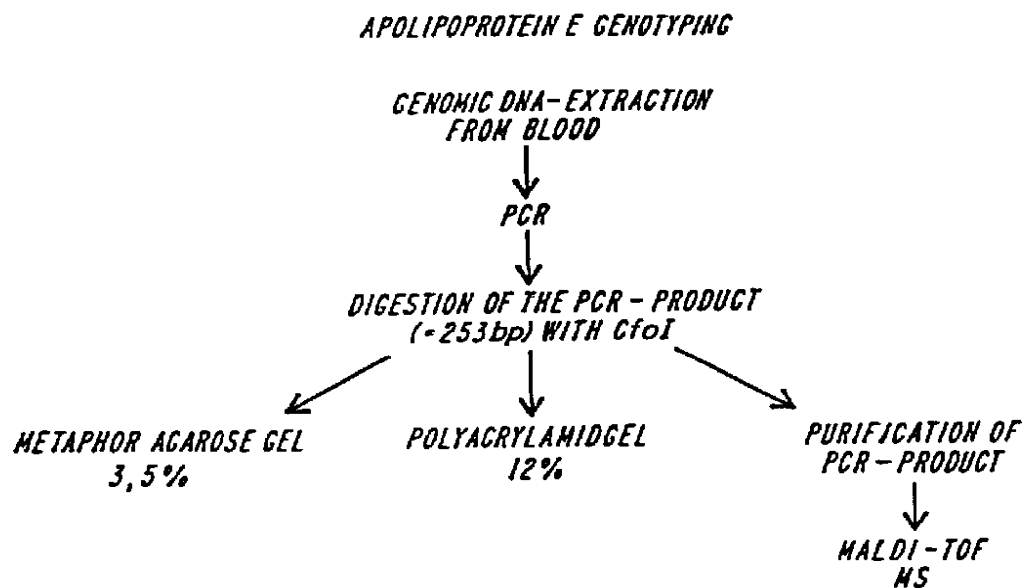 APOLIPOPROTEIN E GENOTYPING
GENOMIC DNA-EXTRACTION
FROM BLOOD
PCR
DIGESTION OF THE PCR-PRODUCT
(=253bp) WITH CfoI
METAPHOR AGAROSE GEL
3,5%
POLYACRYLAMIDGEL
12%
PURIFICATION OF
PCR-PRODUCT
MALDI-TOF
MS